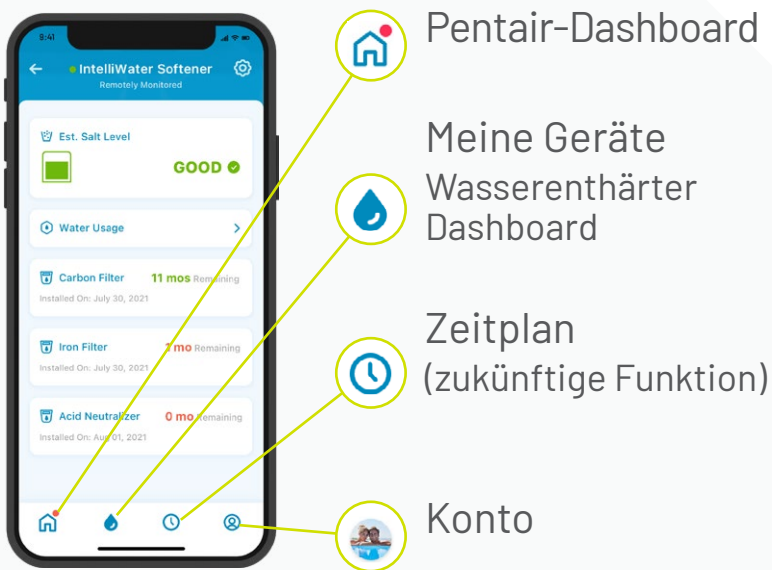 9:41
IntelliWater Softener
Remotely Monitored
Est. Salt Level
GOOD
Water Usage
Carbon Filter 11 mos Remaining
Installed On: July 30, 2021
Iron Filter 1 mo Remaining
Installed On: July 30, 2021
Acid Neutralizer 0 mo Remaining
Installed On: Aug 01, 2021
Pentair-Dashboard
Meine Geräte
Wasserenthärter
Dashboard
Zeitplan
(zukünftige Funktion)
Konto